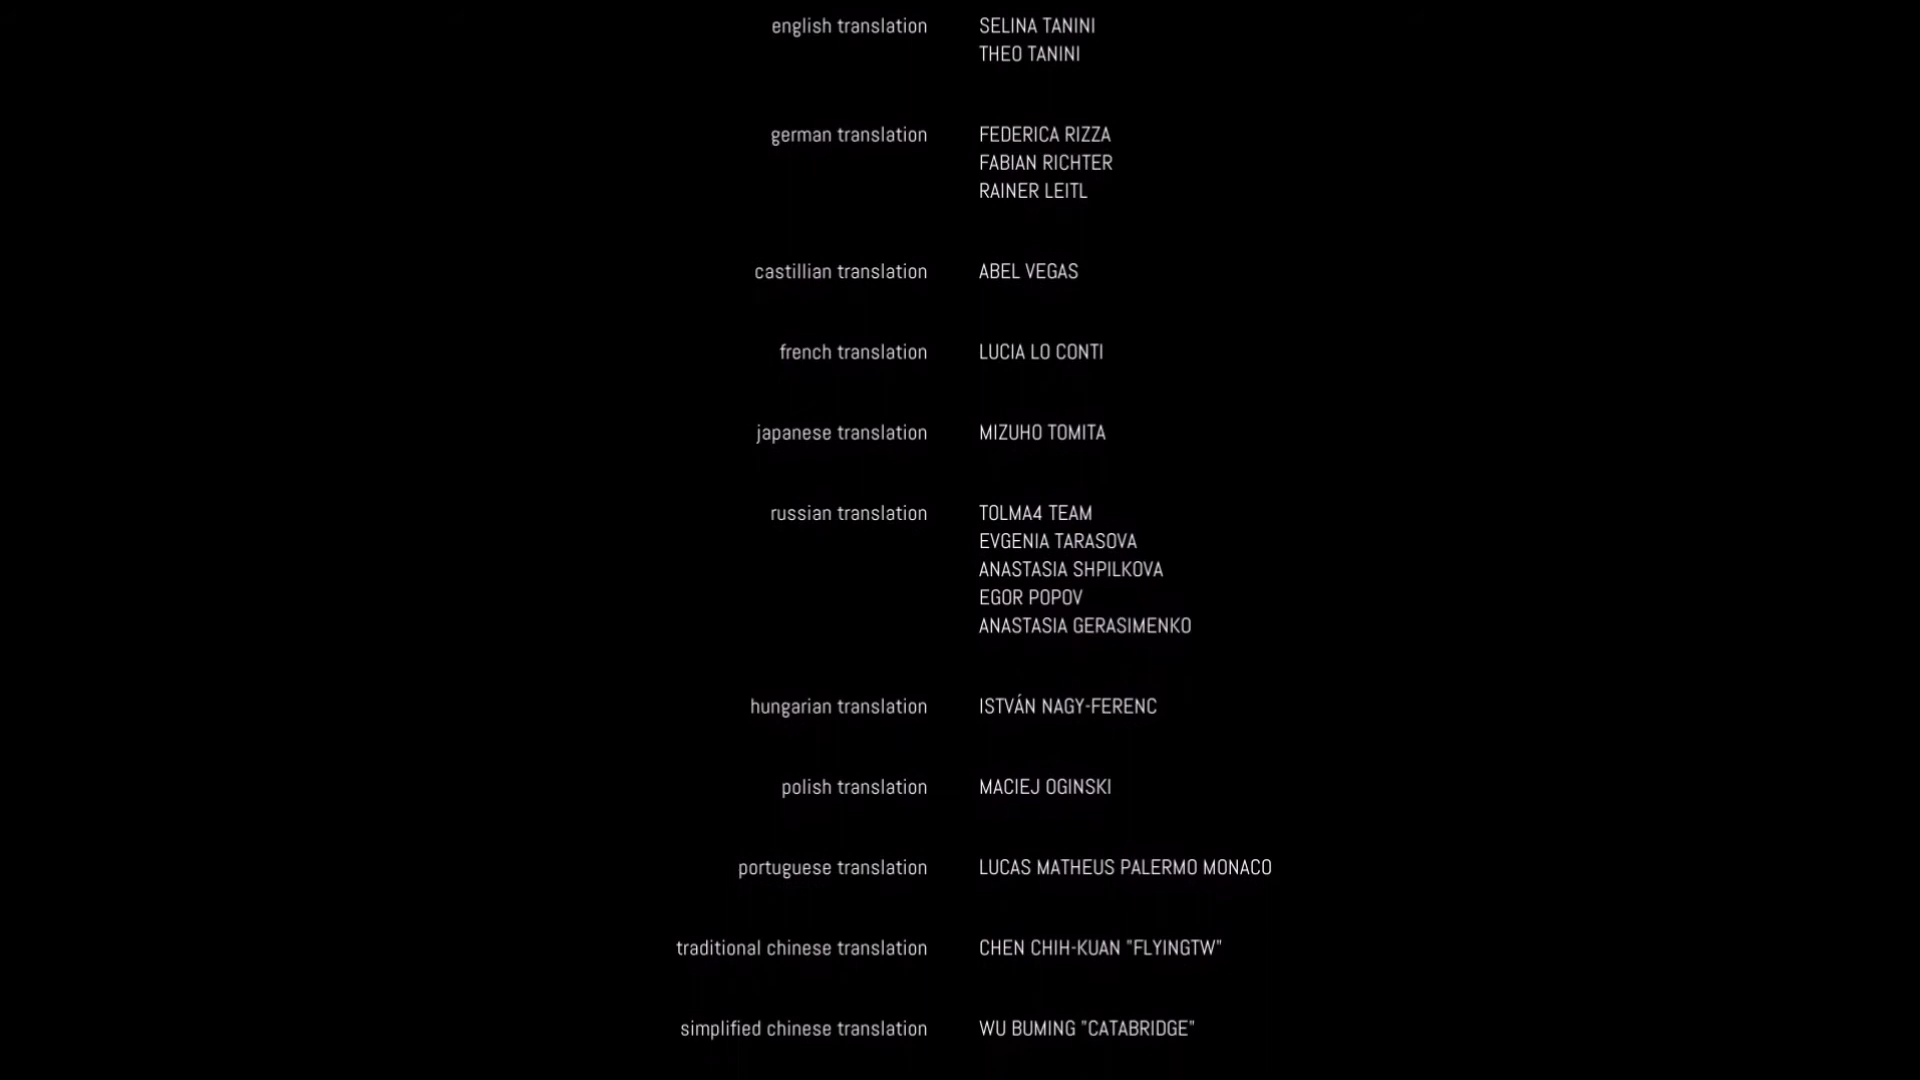 english translation SELINA TANINI
THEO TANINI
german translation FEDERICA RIZZA
FABIAN RICHTER
RAINER LEITL
castillian translation ABEL VEGAS
french translation LUCIA LO CONTI
japanese translation MIZUHO TOMITA
russian translation TOLMA4 TEAM
EVGENIA TARASOVA
ANASTASIA SHPILKOVA
EGOR POPOV
ANASTASIA GERASIMENKO
hungarian translation ISTVÁN NAGY-FERENC
polish translation MACIEJ OGINSKI
portuguese translation LUCAS MATHEUS PALERMO MONACO
traditional chinese translation CHEN CHIH-KUAN "FLYINGTW"
simplified chinese translation WU BUMING "CATABRIDGE"